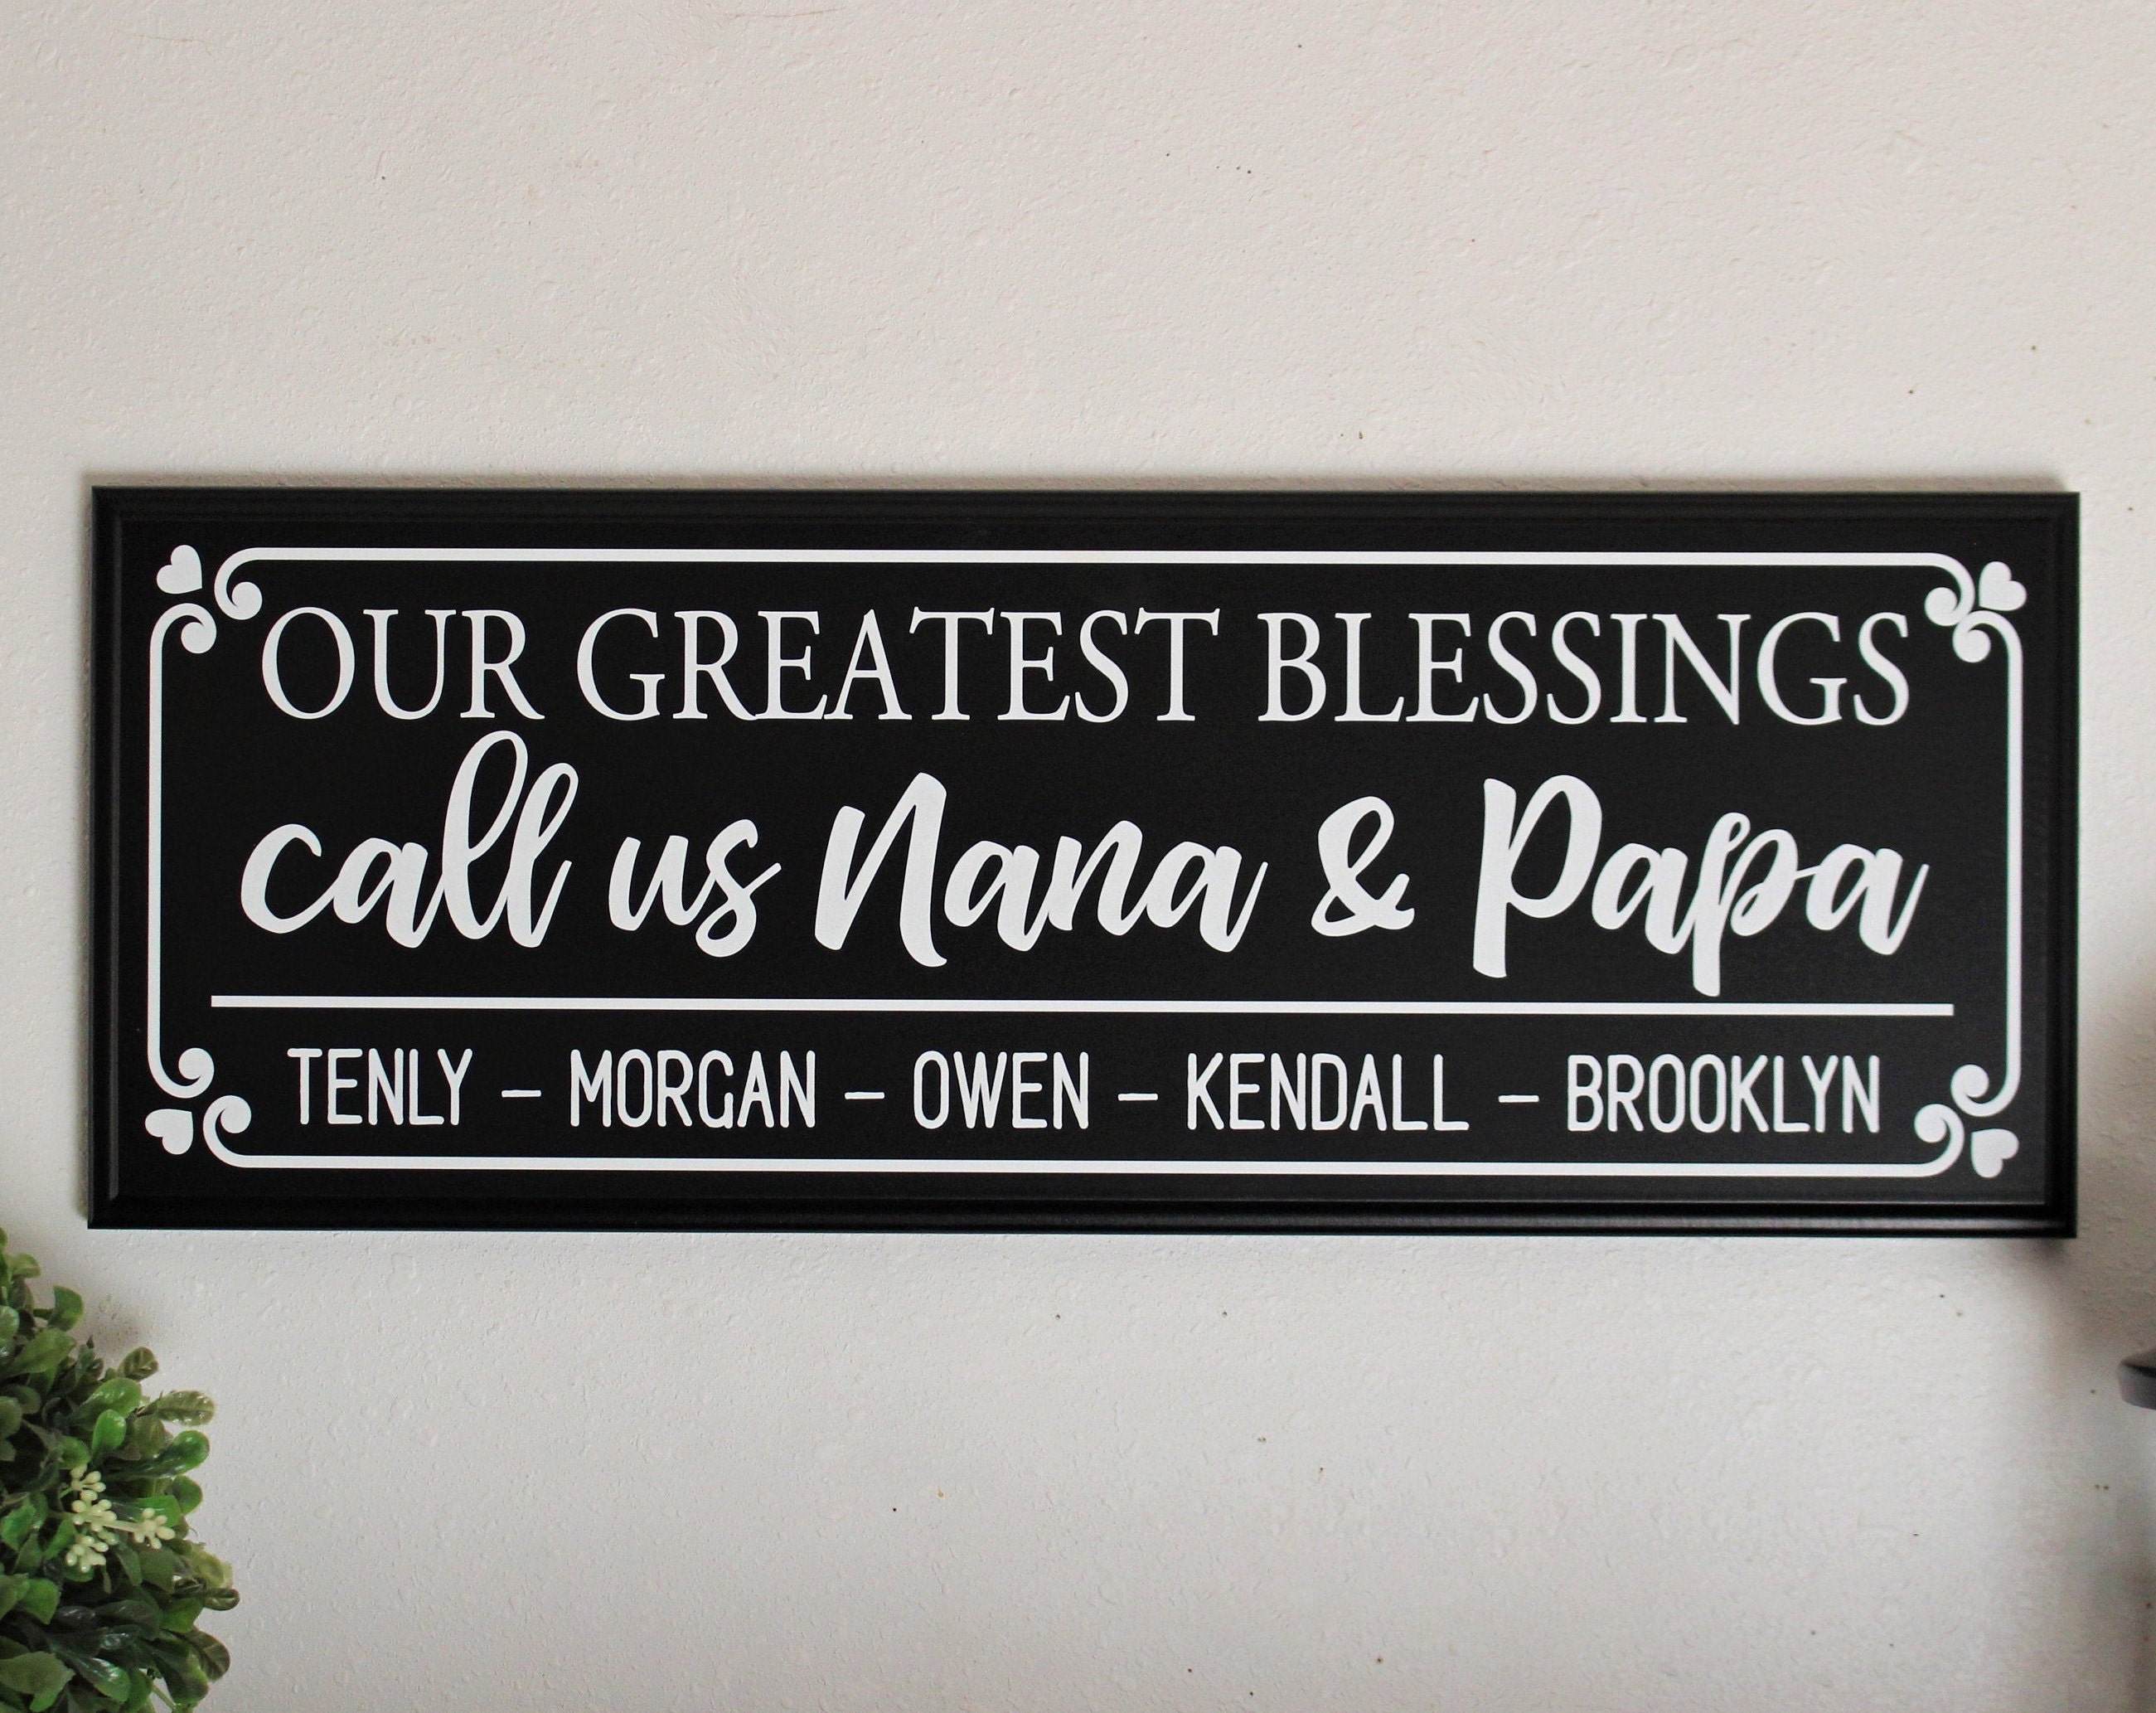 OUR GREATEST BLESSINGS
call us Nana & Papa
TENLY – MORGAN – OWEN – KENDALL – BROOKLYN